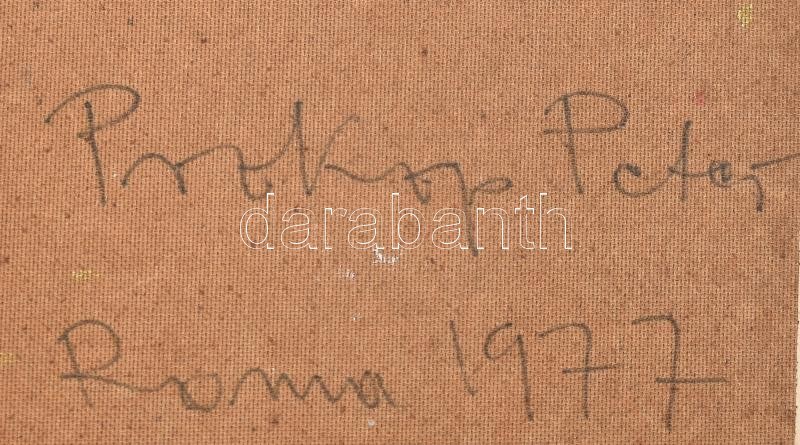 Prokop Peter
darabanth
Roma 1977